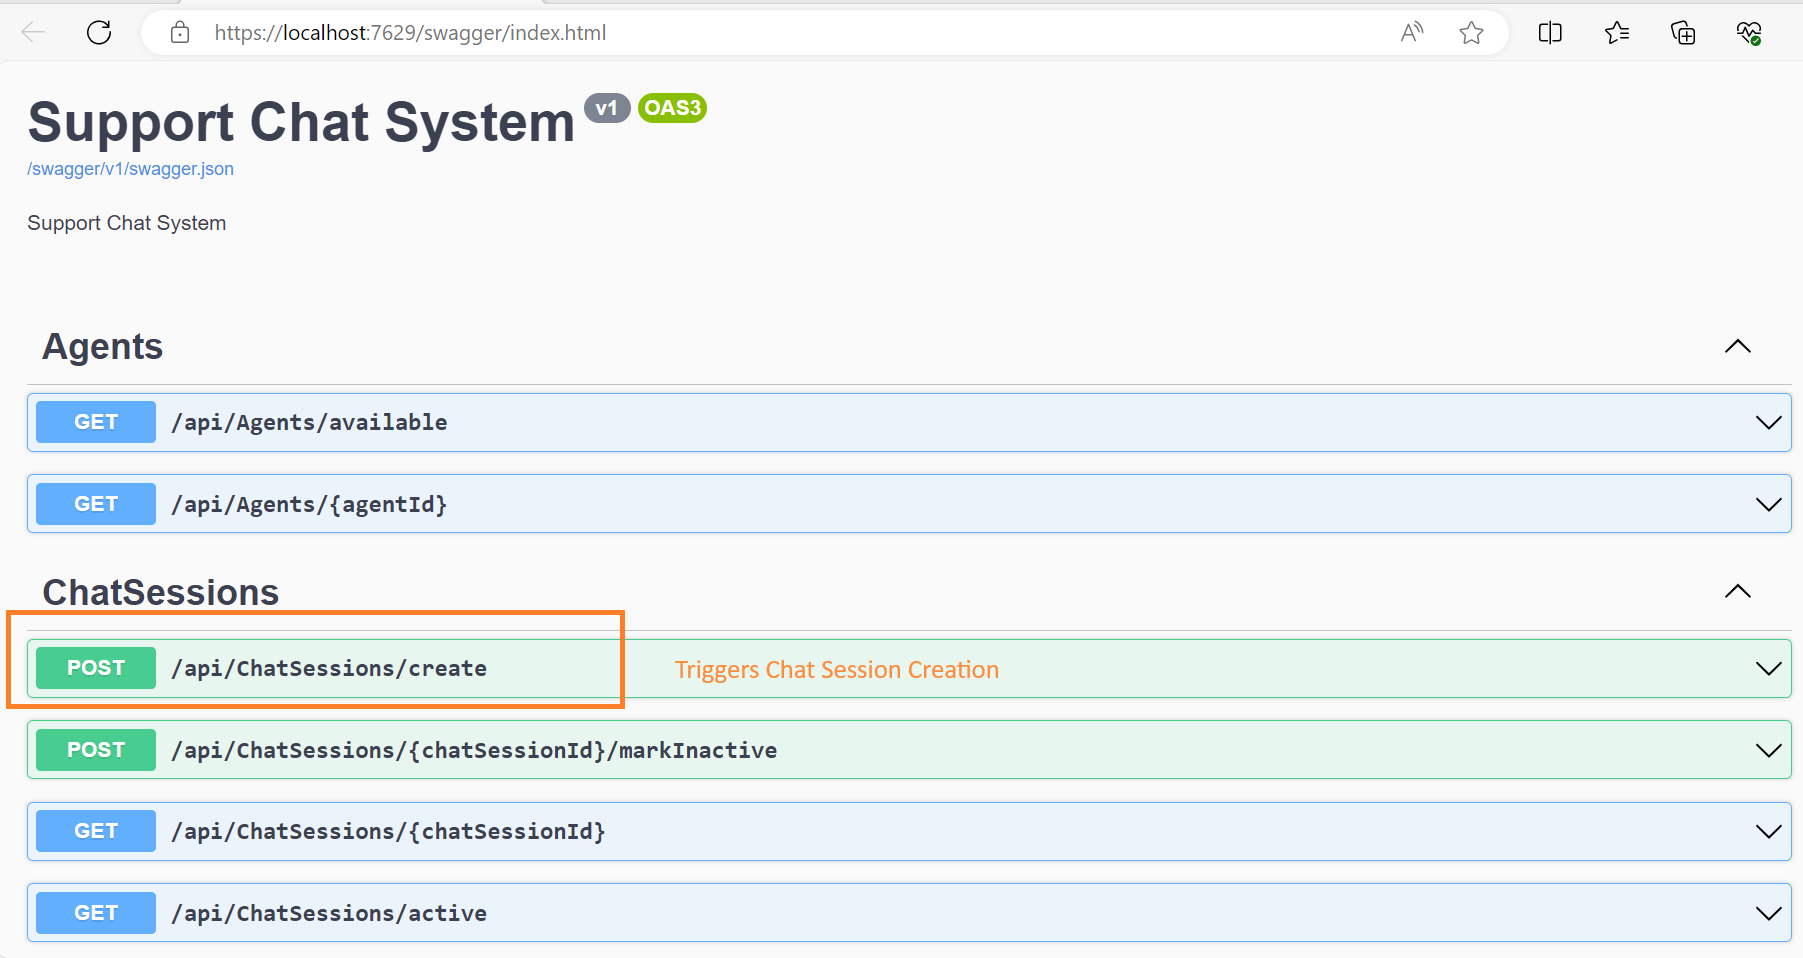 https://localhost:7629/swagger/index.html
Support Chat System v1 OAS3
/swagger/v1/swagger.json
Support Chat System
Agents
GET /api/Agents/available
GET /api/Agents/{agentId}
ChatSessions
POST /api/ChatSessions/create Triggers Chat Session Creation
POST /api/ChatSessions/{chatSessionId}/markInactive
GET /api/ChatSessions/{chatSessionId}
GET /api/ChatSessions/active